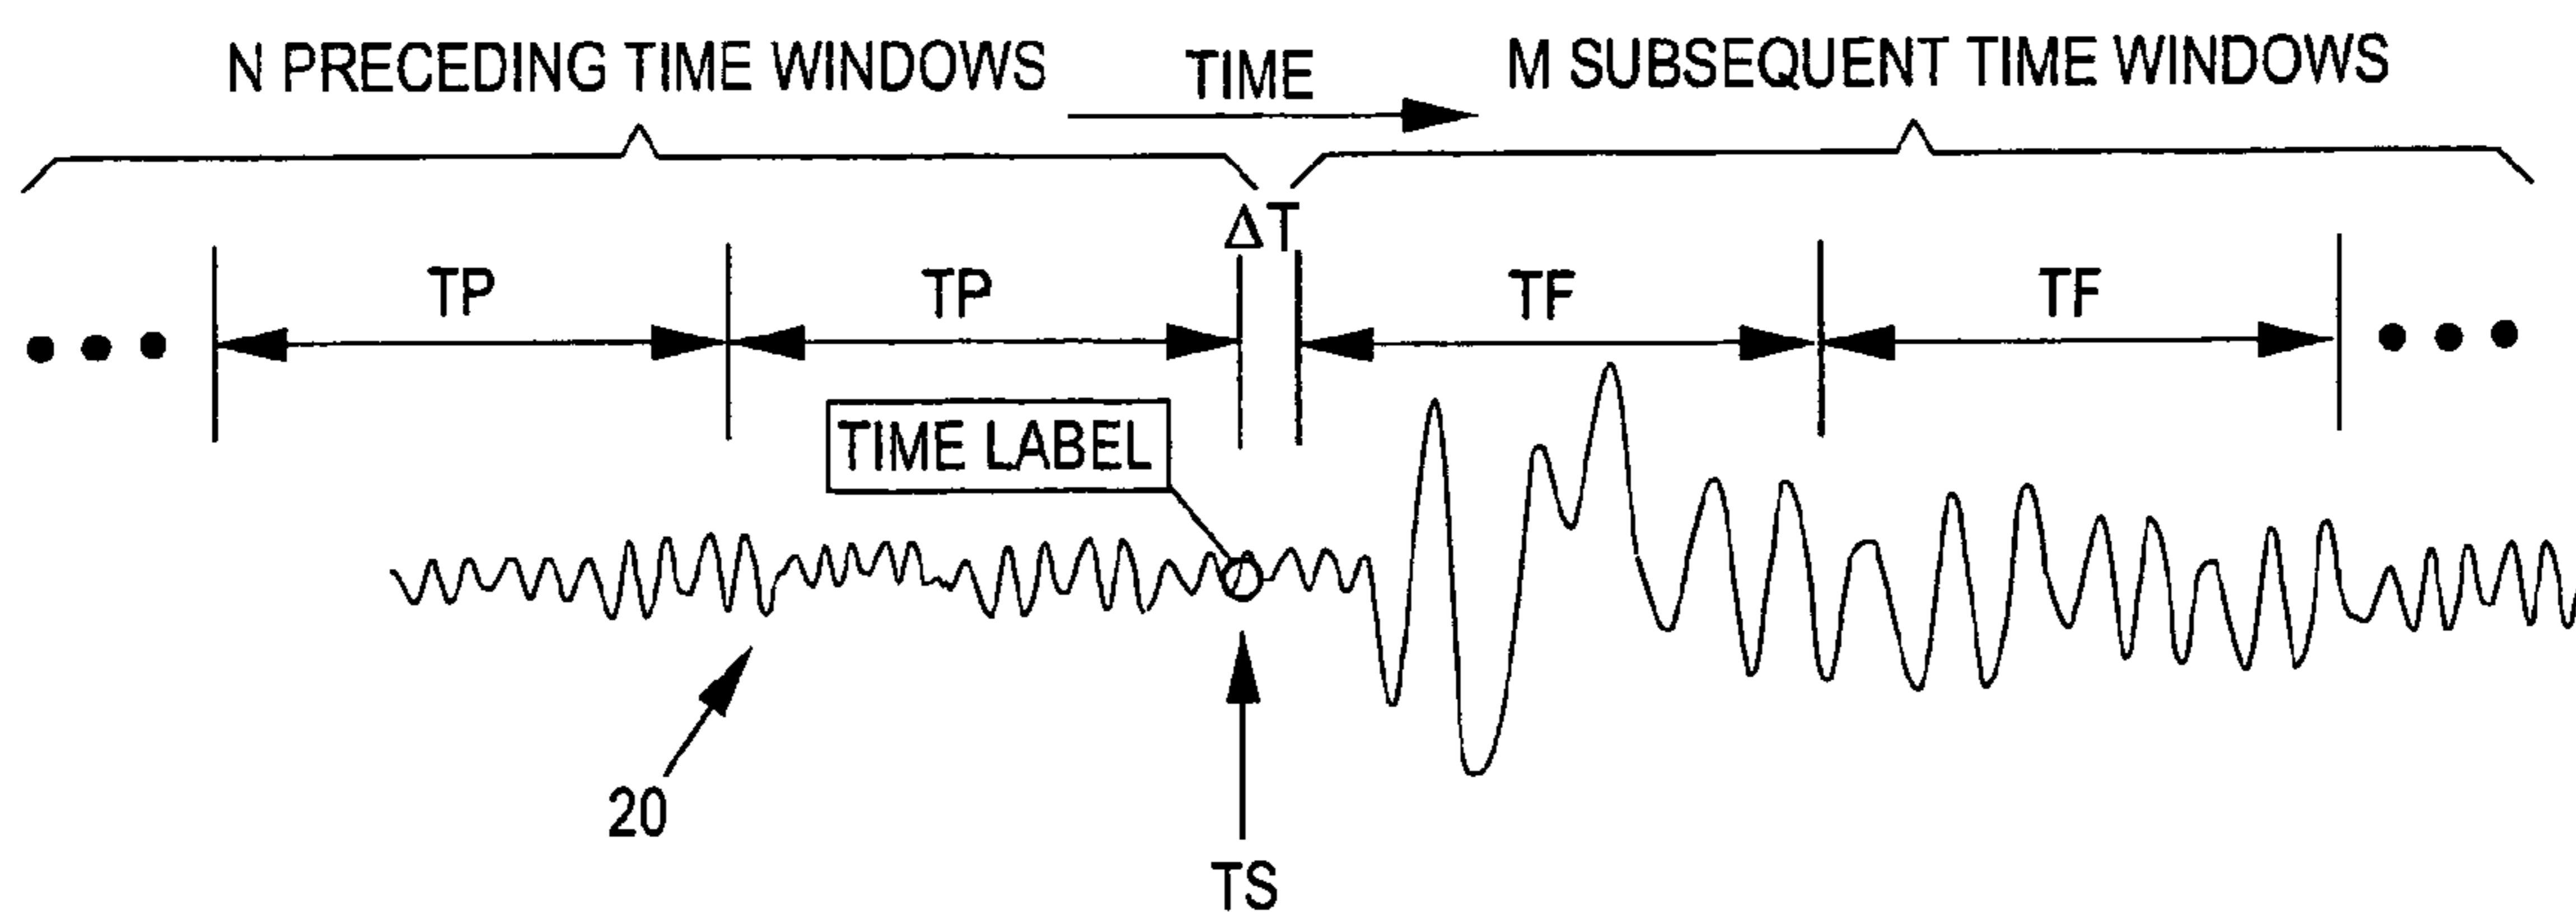 N PRECEDING TIME WINDOWS
TIME
M SUBSEQUENT TIME WINDOWS
ΔT
TP
TP
TF
TF
TIME LABEL
20
TS